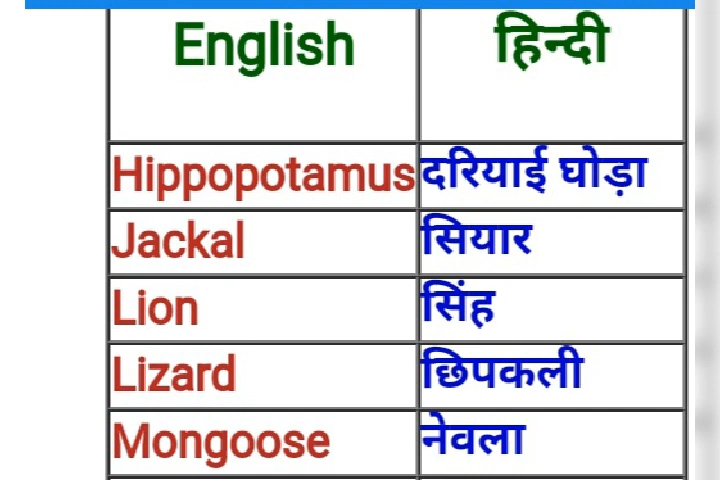 English हिन्दी
Hippopotamus दरियाई घोड़ा
Jackal सियार
Lion सिंह
Lizard छिपकली
Mongoose नेवला